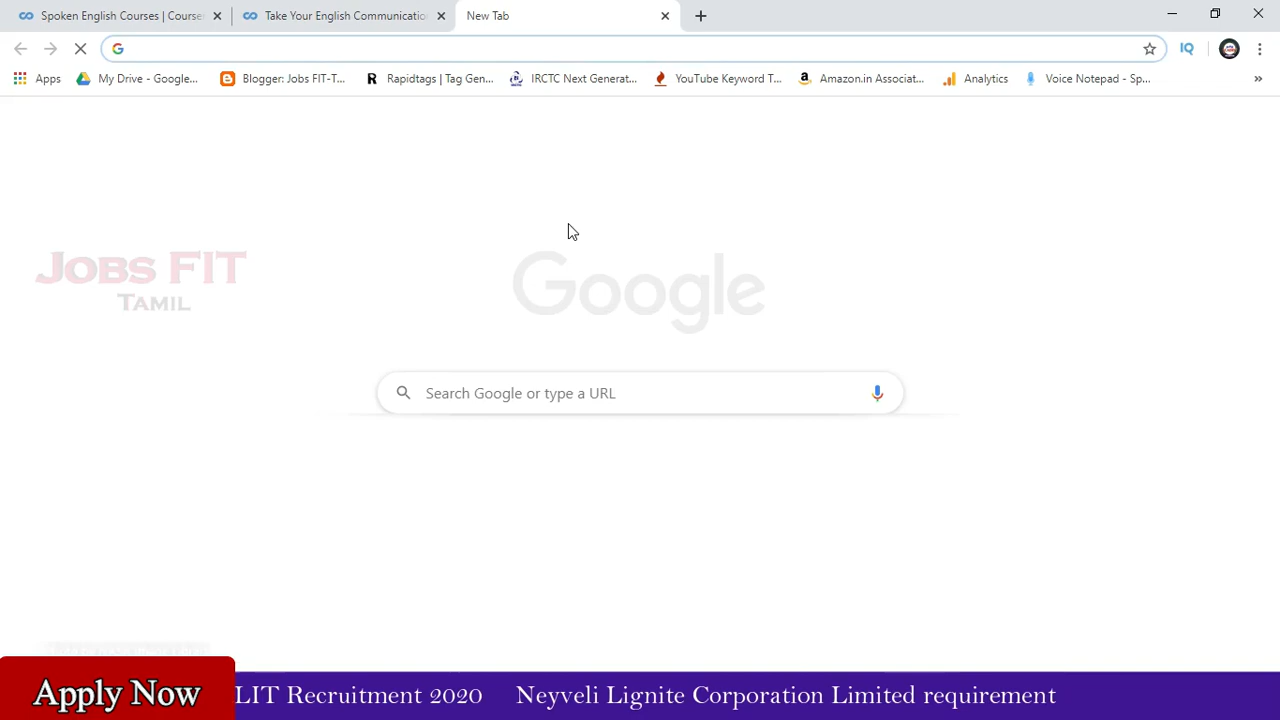 Spoken English Courses | Course
Take Your English Communication
New Tab
Apps
My Drive - Google...
Blogger: Jobs FIT-T...
Rapidtags | Tag Gen...
IRCTC Next Generat...
YouTube Keyword T...
Amazon.in Associat...
Analytics
Voice Notepad - Sp...
JOBS FIT
TAMIL
Google
Search Google or type a URL
Apply Now
LIT Recruitment 2020 Neyveli Lignite Corporation Limited requirement